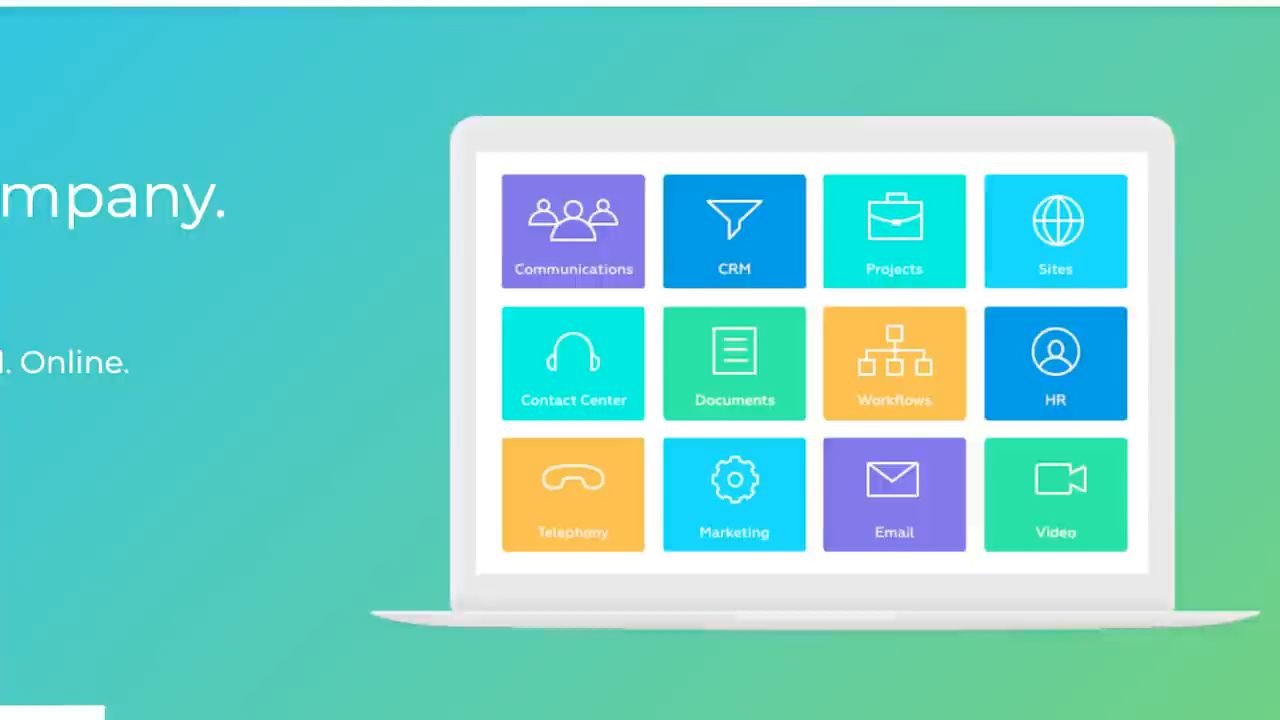 mpany.
. Online.
Communications
CRM
Projects
Sites
Contact Center
Documents
Workflows
HR
Telephony
Marketing
Email
Video